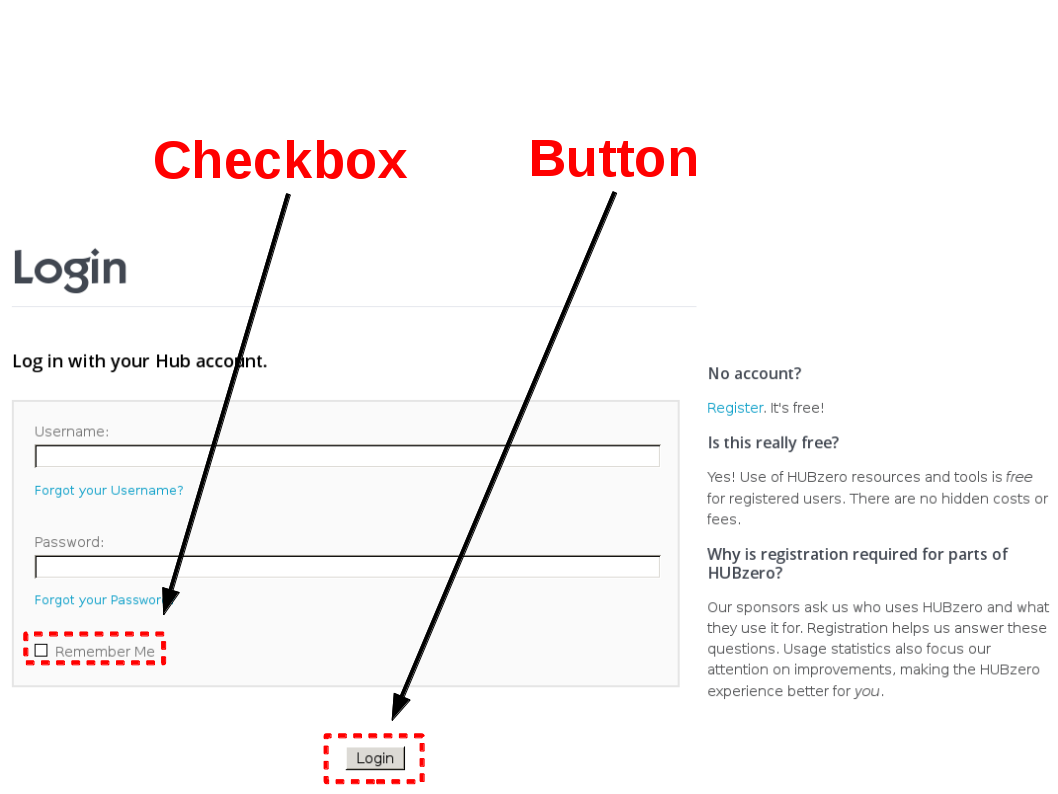 Checkbox
Button
Login
Log in with your Hub account.
Username:
Forgot your Username?
Password:
Forgot your Password?
Remember Me
Login
No account?
Register. It's free!
Is this really free?
Yes! Use of HUBzero resources and tools is free
for registered users. There are no hidden costs or
fees.
Why is registration required for parts of
HUBzero?
Our sponsors ask us who uses HUBzero and what
they use it for. Registration helps us answer these
questions. Usage statistics also focus our
attention on improvements, making the HUBzero
experience better for you.